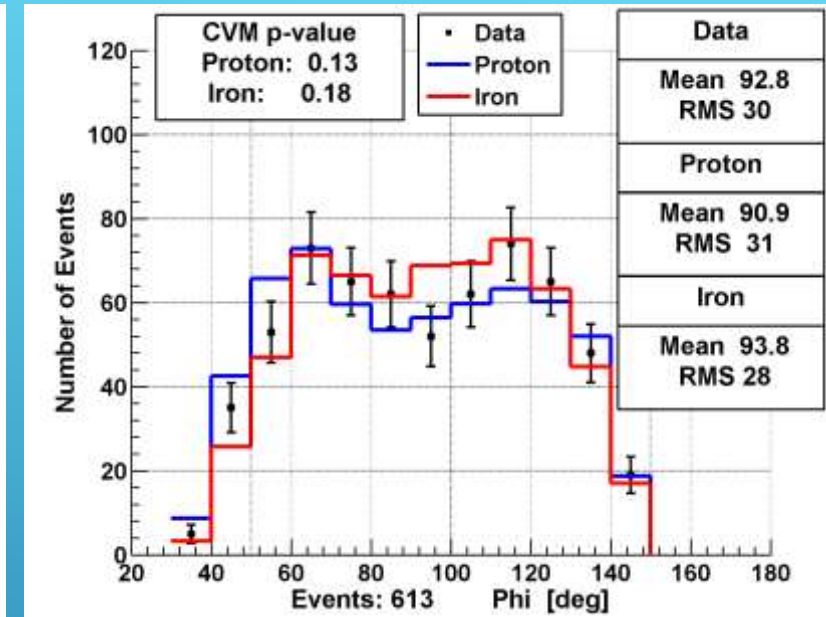 CVM p-value
Proton: 0.13
Iron: 0.18
Data
Proton
Iron
Data
Mean 92.8
RMS 30
Proton
Mean 90.9
RMS 31
Iron
Mean 93.8
RMS 28
Number of Events
120
100
80
60
40
20
0
20 40 60 80 100 120 140 160 180
Events: 613 Phi [deg]